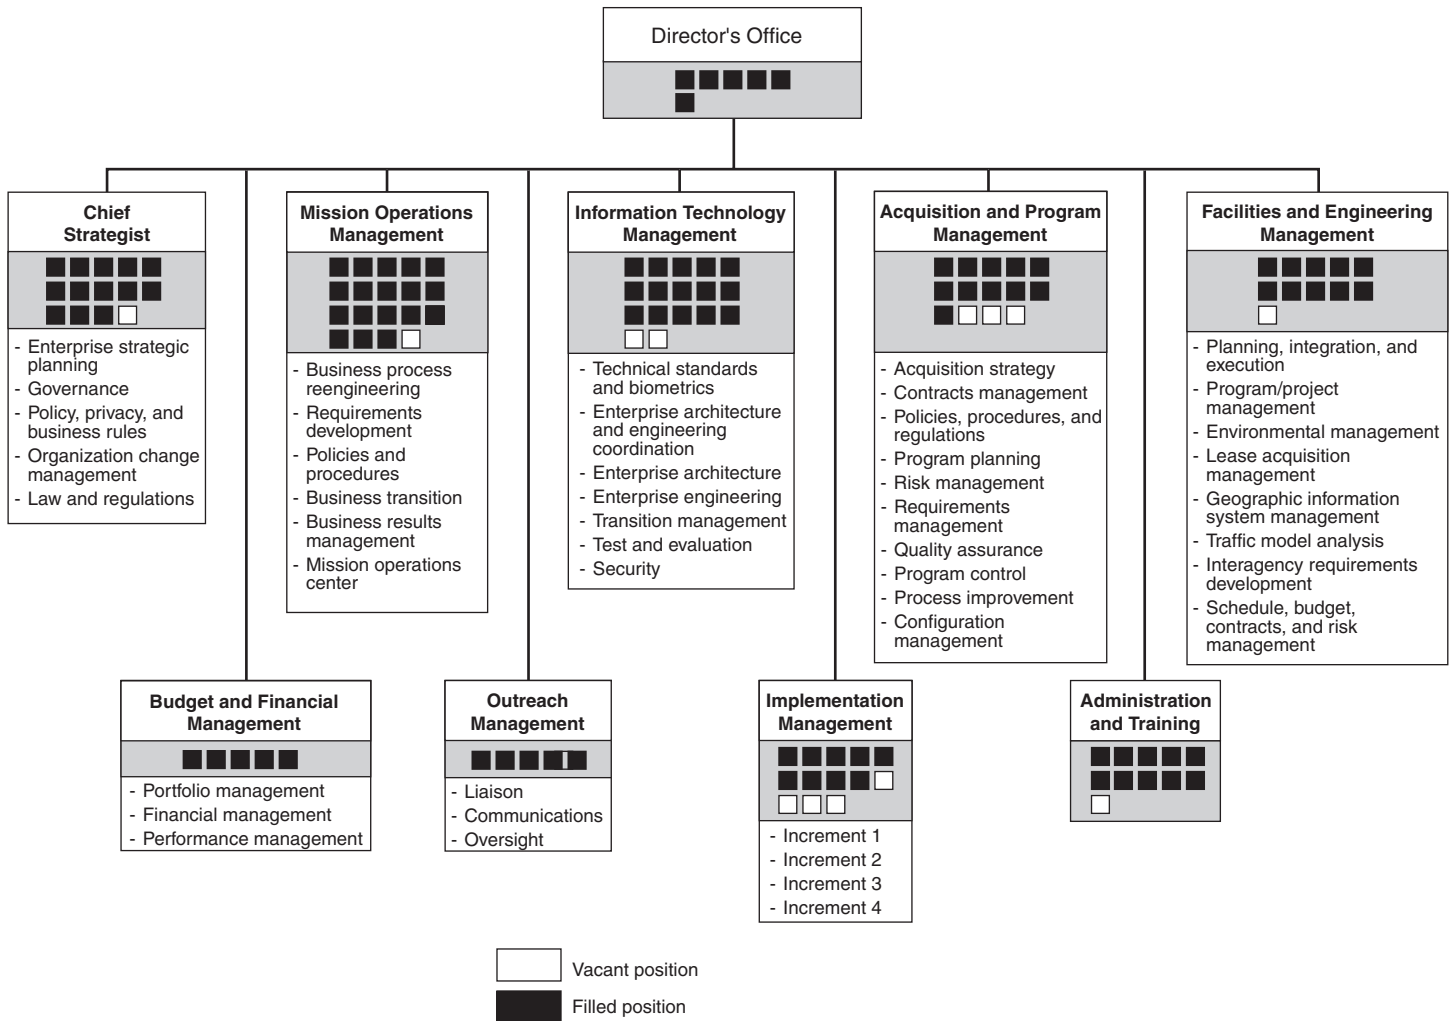 Director's Office
Chief
Strategist
- Enterprise strategic
planning
- Governance
- Policy, privacy, and
business rules
- Organization change
management
- Law and regulations
Mission Operations
Management
- Business process
reengineering
- Requirements
development
- Policies and
procedures
- Business transition
- Business results
management
- Mission operations
center
Information Technology
Management
- Technical standards
and biometrics
- Enterprise architecture
and engineering
coordination
- Enterprise architecture
- Enterprise engineering
- Transition management
- Test and evaluation
- Security
Acquisition and Program
Management
- Acquisition strategy
- Contracts management
- Policies, procedures, and
regulations
- Program planning
- Risk management
- Requirements
management
- Quality assurance
- Program control
- Process improvement
- Configuration
management
Facilities and Engineering
Management
- Planning, integration, and
execution
- Program/project
management
- Environmental management
- Lease acquisition
management
- Geographic information
system management
- Traffic model analysis
- Interagency requirements
development
- Schedule, budget,
contracts, and risk
management
Budget and Financial
Management
- Portfolio management
- Financial management
- Performance management
Outreach
Management
- Liaison
- Communications
- Oversight
Implementation
Management
- Increment 1
- Increment 2
- Increment 3
- Increment 4
Administration
and Training
Vacant position
Filled position